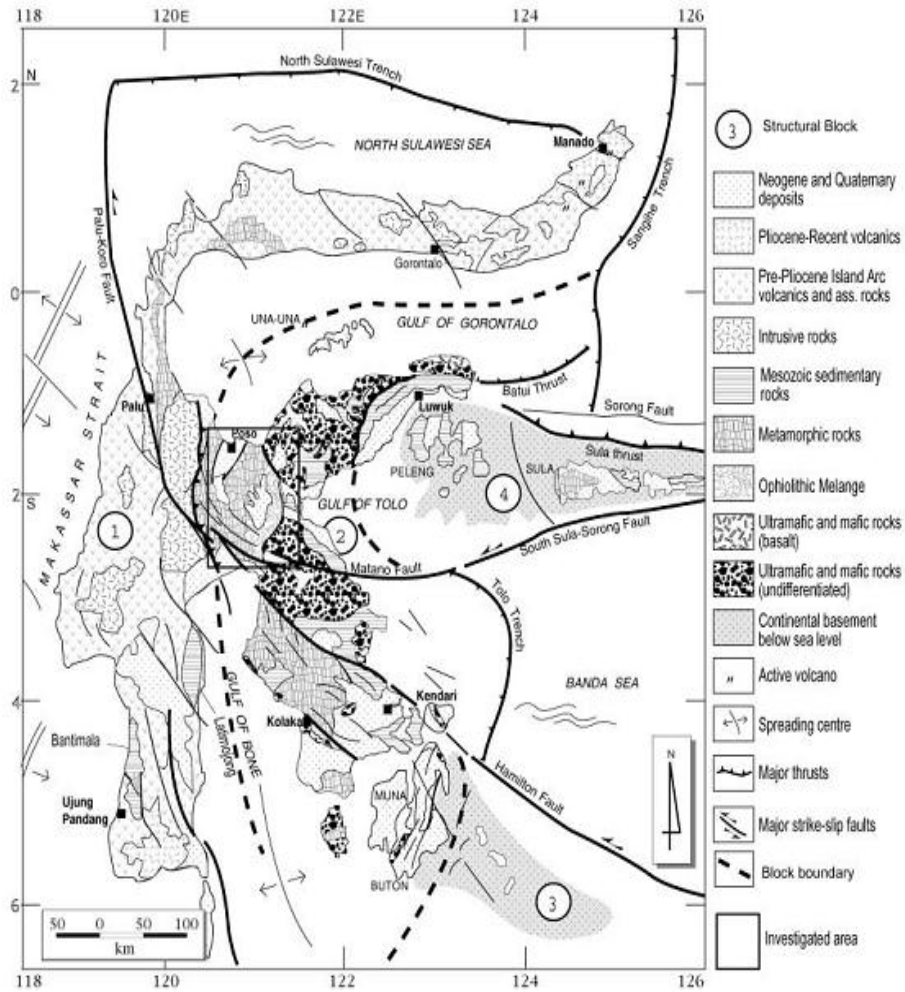 118
120E
122E
124
126
North Sulawesi Trench
N
2
NORTH SULAWESI SEA
Manado
Palu-Koro Fault
Sangihe Trench
Gorontalo
0
UNA-UNA
GULF OF GORONTALO
MAKASSAR STRAIT
Batui Thrust
Palu
Luwuk
Sorong Fault
Poso
Sula thrust
PELENG
SULA
2
S
GULF OF TOLO
4
1
2
South Sula-Sorong Fault
Matano Fault
Tolo Trench
BANDA SEA
4
GULF OF BONE
Kendari
Kolaka
Latimojong
Bantimala
N
Hamilton Fault
MUNA
Ujung
Pandang
BUTON
3
6
50 0 50 100
km
118
120
122
124
126
3
Structural Block
Neogene and Quaternary
deposits
Pliocene-Recent volcanics
Pre-Pliocene Island Arc
volcanics and ass. rocks
Intrusive rocks
Mesozoic sedimentary
rocks
Metamorphic rocks
Ophiolithic Melange
Ultramafic and mafic rocks
(basalt)
Ultramafic and mafic rocks
(undifferentiated)
Continental basement
below sea level
Active volcano
Spreading centre
Major thrusts
Major strike-slip faults
Block boundary
Investigated area